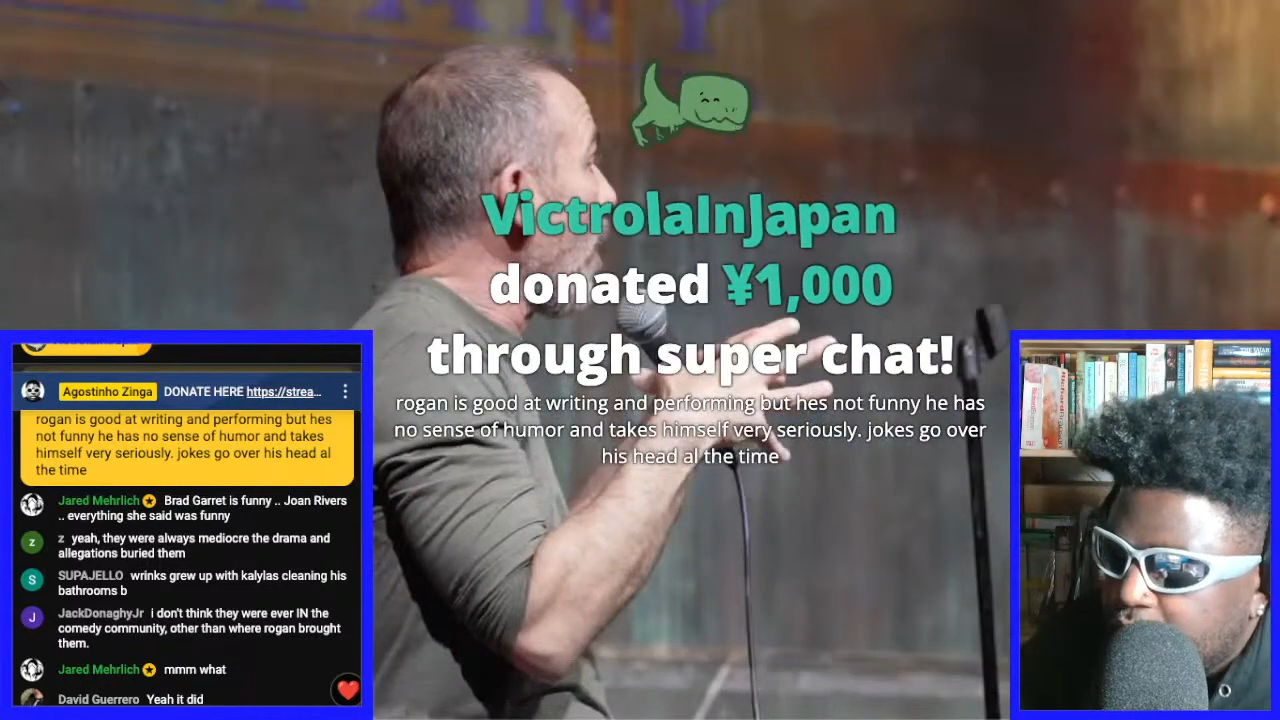 VictrolaInJapan
donated ¥1,000
through super chat!
rogan is good at writing and performing but hes not funny he has
no sense of humor and takes himself very seriously. jokes go over
his head al the time
Agostinho Zinga DONATE HERE https://strea...
rogan is good at writing and performing but hes
not funny he has no sense of humor and takes
himself very seriously. jokes go over his head al
the time
Jared Mehrlich Brad Garret is funny .. Joan Rivers
.. everything she said was funny
z
z yeah, they were always mediocre the drama and
allegations buried them
S
SUPAJELLO wrinks grew up with kalylas cleaning his
bathrooms b
J
JackDonaghyJr i don't think they were ever IN the
comedy community, other than where rogan brought
them.
Jared Mehrlich mmm what
David Guerrero Yeah it did